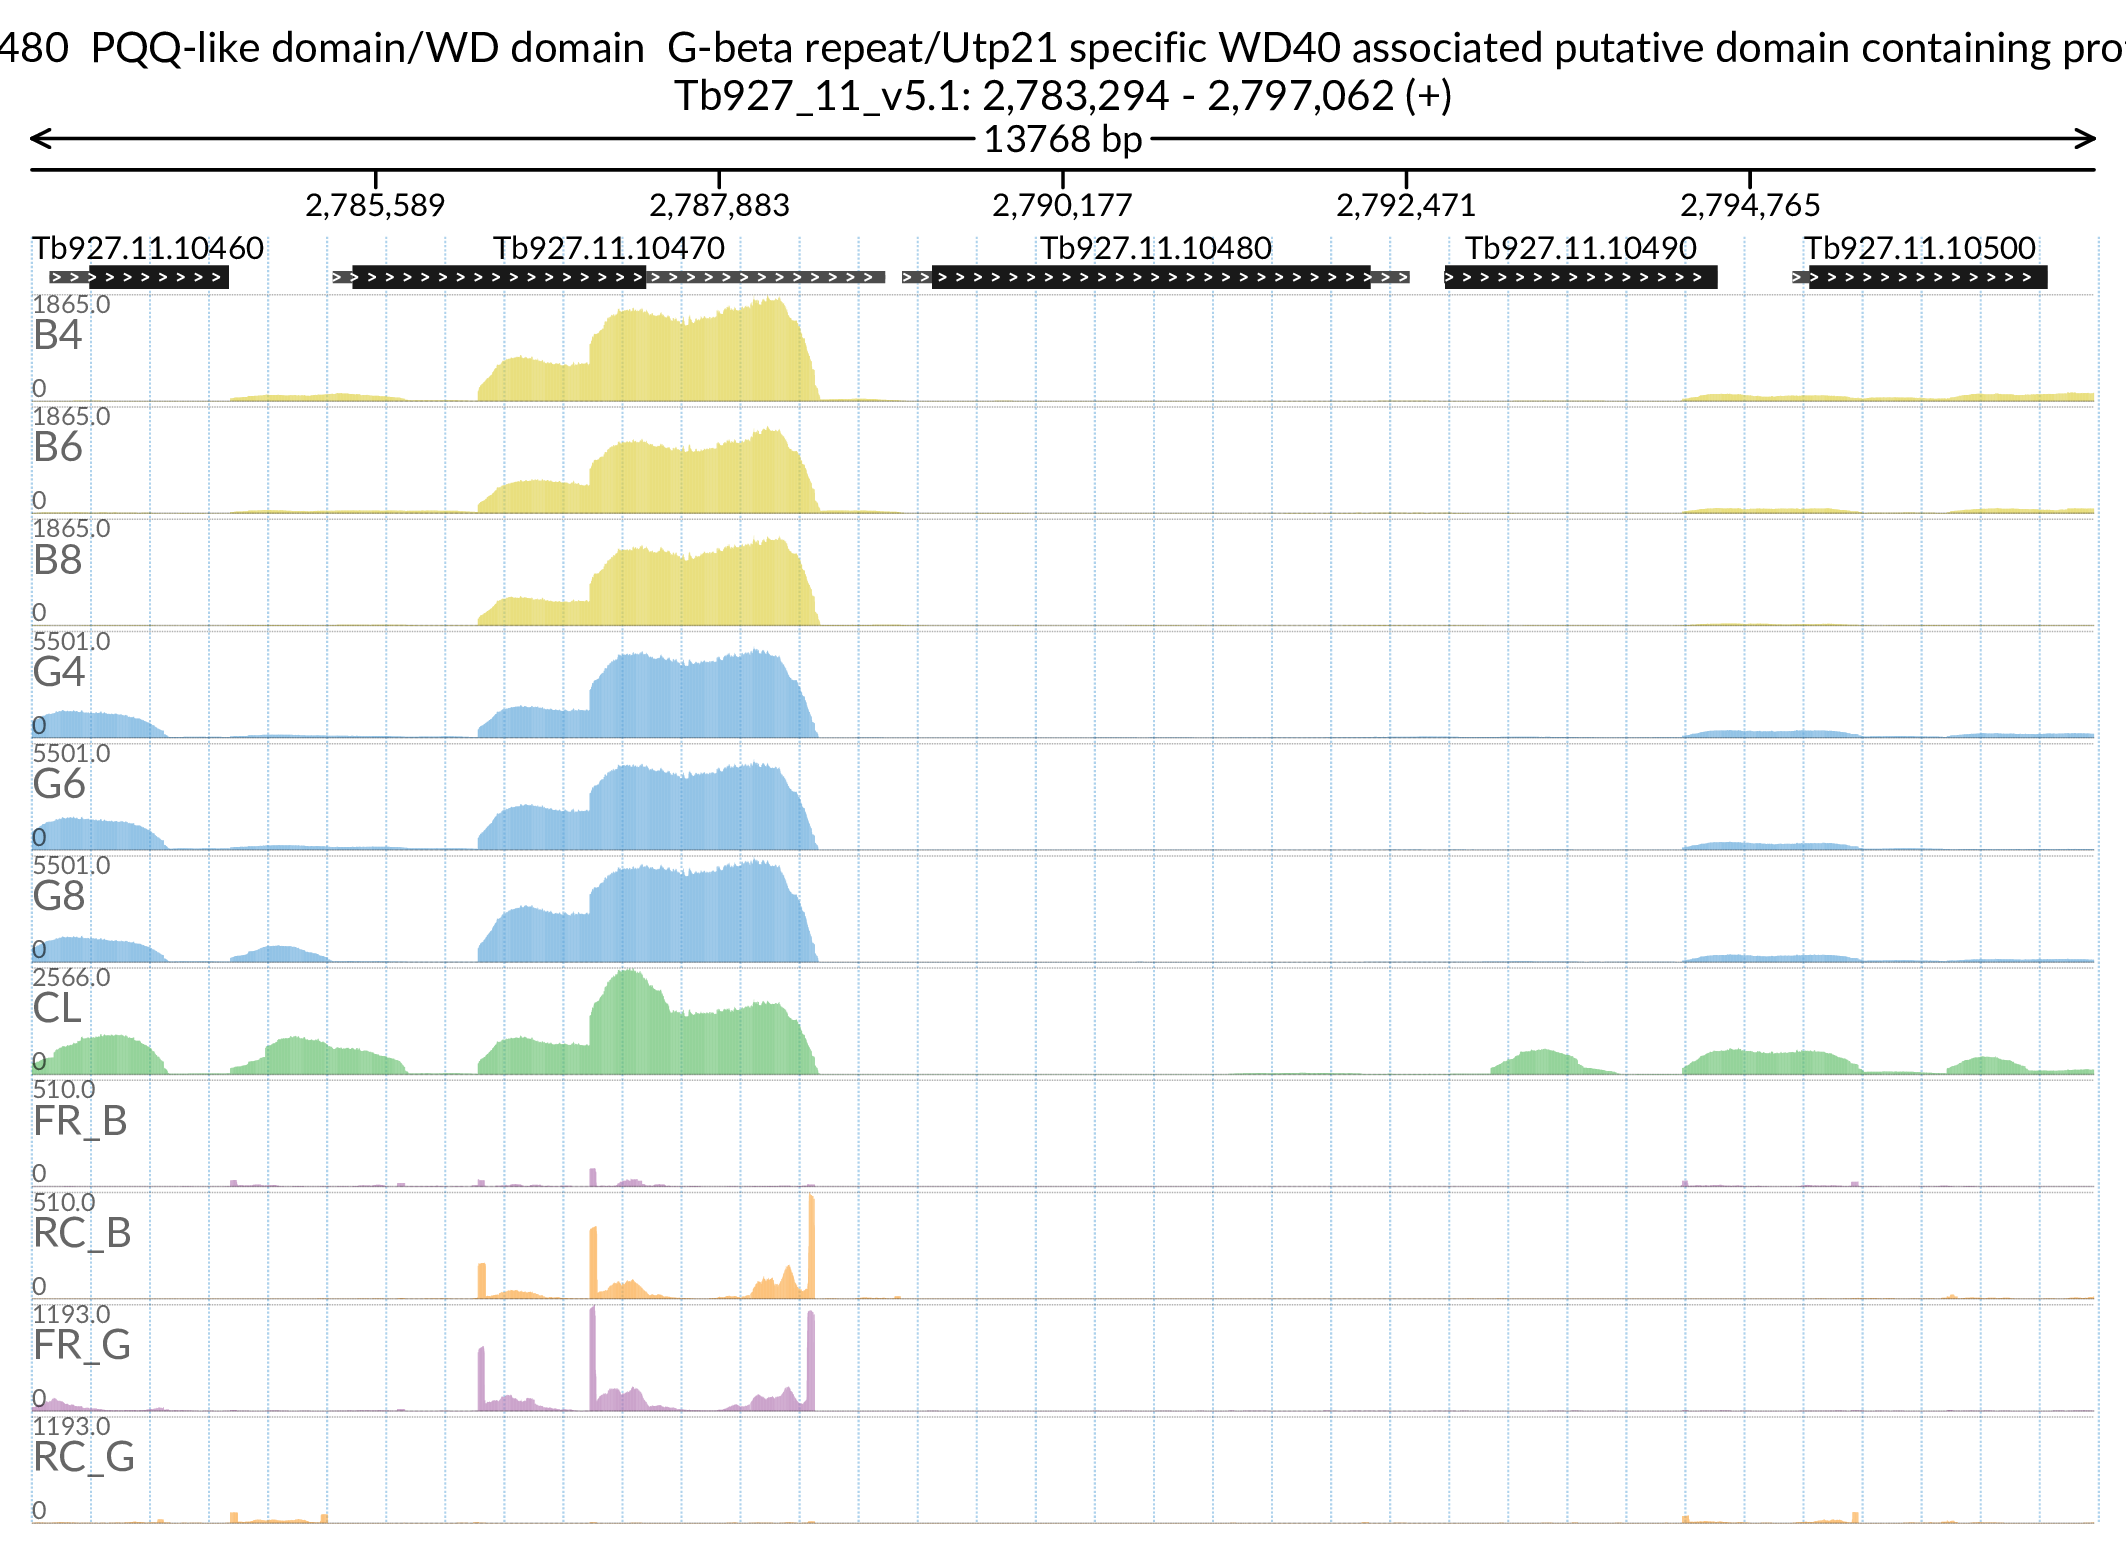 480 PQQ-like domain/WD domain G-beta repeat/Utp21 specific WD40 associated putative domain containing
Tb927_11_v5.1: 2,783,294 - 2,797,062 (+)
13768 bp
2,785,589 2,787,883 2,790,177 2,792,471 2,794,765
Tb927.11.10460 Tb927.11.10470 Tb927.11.10480 Tb927.11.10490 Tb927.11.10500
1865.0
B4
0
1865.0
B6
0
1865.0
B8
0
5501.0
G4
0
5501.0
G6
0
5501.0
G8
0
2566.0
CL
0
510.0
FR_B
0
510.0
RC_B
0
1193.0
FR_G
0
1193.0
RC_G
0